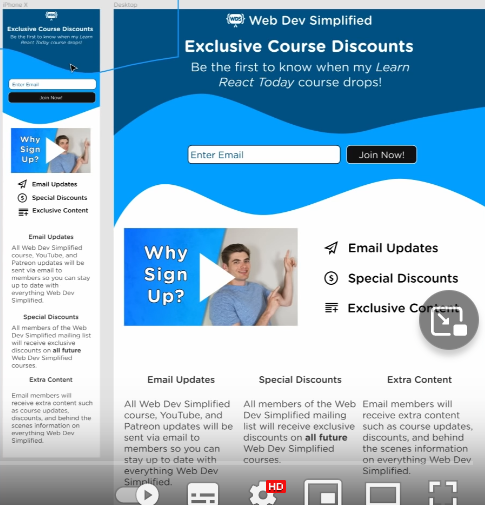 iPhone X
Exclusive Course Discounts
Be the first to know when my Learn
React Today course drops!
Enter Email
Join Now!
Why
Sign
Up?
Email Updates
Special Discounts
Exclusive Content
Email Updates
All Web Dev Simplified
course, YouTube, and
Patreon updates will be
sent via email to
members so you can stay
up to date with
everything Web Dev
Simplified.
Special Discounts
All members of the Web
Dev Simplified mailing list
will receive exclusive
discounts on all future
Web Dev Simplified
courses.
Extra Content
Email members will
receive extra content such
as course updates,
discounts, and behind the
scenes information on
everything Web Dev
Simplified.
Desktop
WDS Web Dev Simplified
Exclusive Course Discounts
Be the first to know when my Learn
React Today course drops!
Enter Email
Join Now!
Why
Sign
Up?
Email Updates
Special Discounts
Exclusive Content
Email Updates
All Web Dev Simplified
course, YouTube, and
Patreon updates will be
sent via email to
members so you can
stay up to date with
everything Web Dev
Simplified.
Special Discounts
All members of the Web
Dev Simplified mailing
list will receive exclusive
discounts on all future
Web Dev Simplified
courses.
Extra Content
Email members will
receive extra content
such as course updates,
discounts, and behind
the scenes information
on everything Web Dev
Simplified.
HD